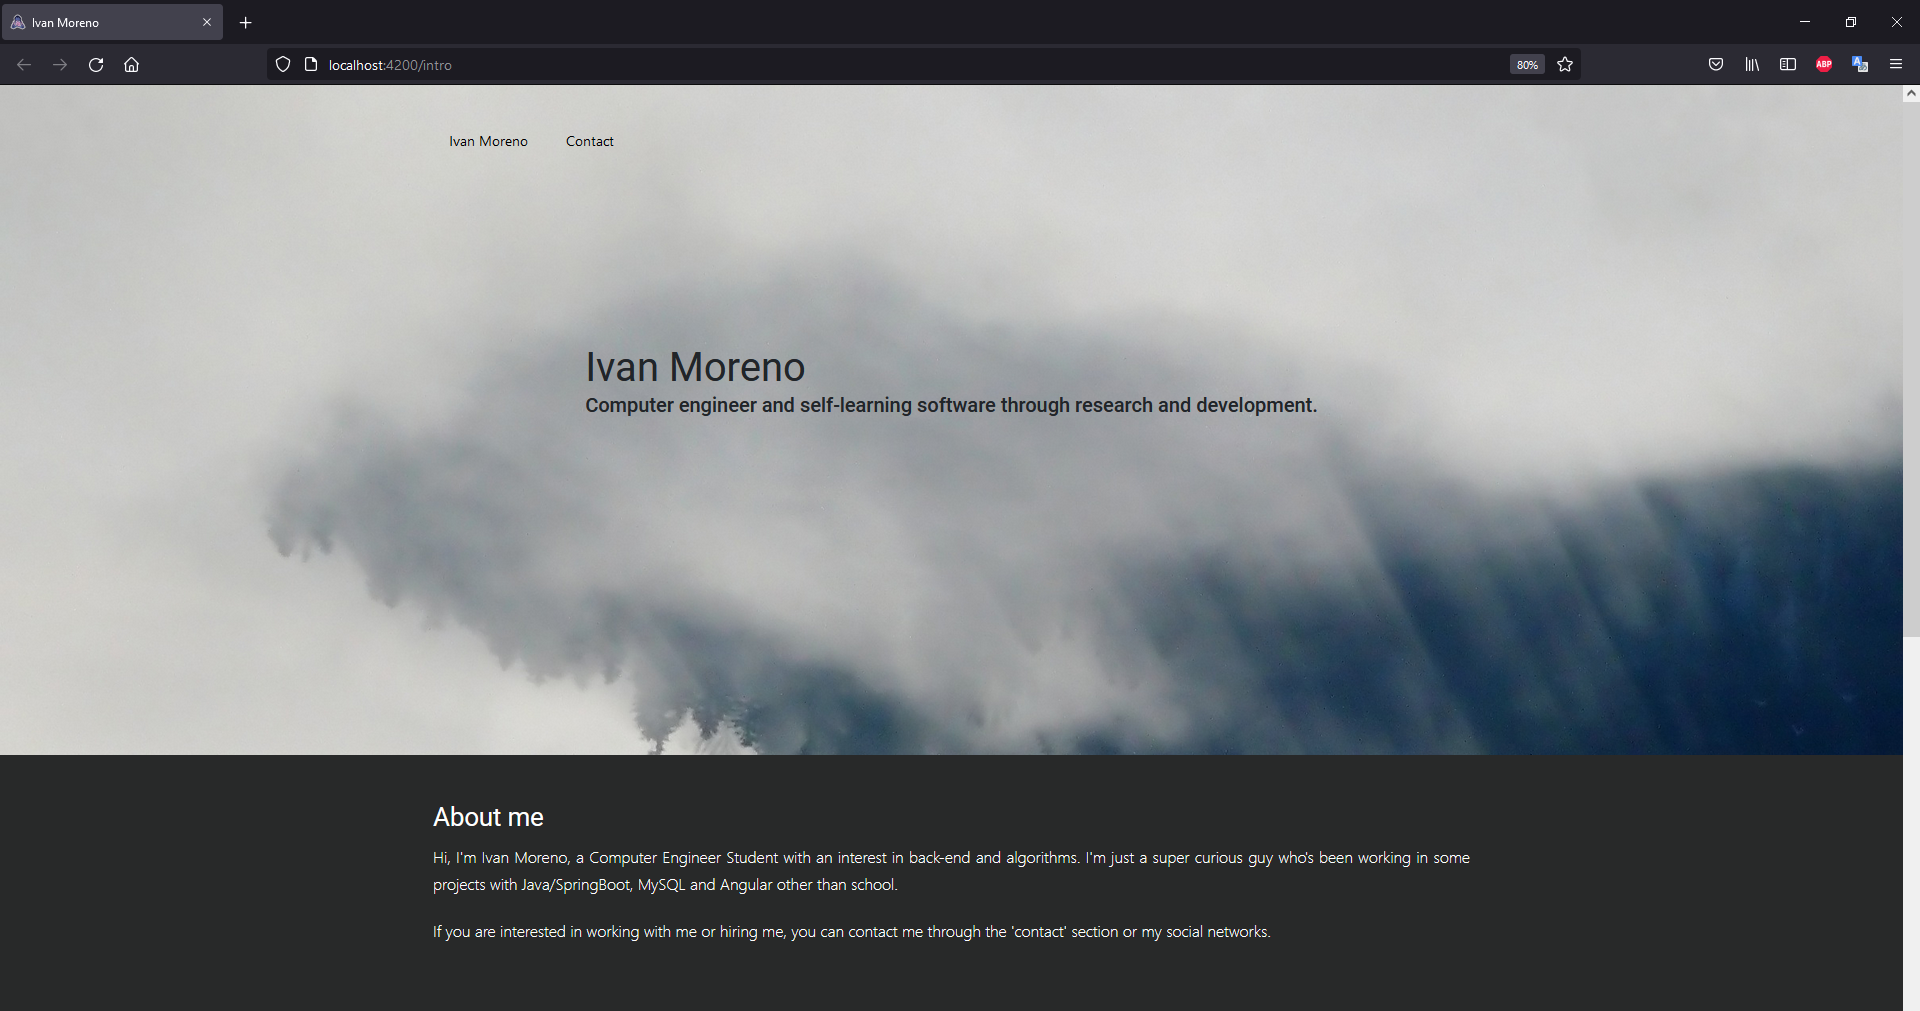 Ivan Moreno
localhost:4200/intro
80%
ABP
Ivan Moreno
Contact
Ivan Moreno
Computer engineer and self-learning software through research and development.
About me
Hi, I'm Ivan Moreno, a Computer Engineer Student with an interest in back-end and algorithms. I'm just a super curious guy who's been working in some
projects with Java/SpringBoot, MySQL and Angular other than school.
If you are interested in working with me or hiring me, you can contact me through the 'contact' section or my social networks.